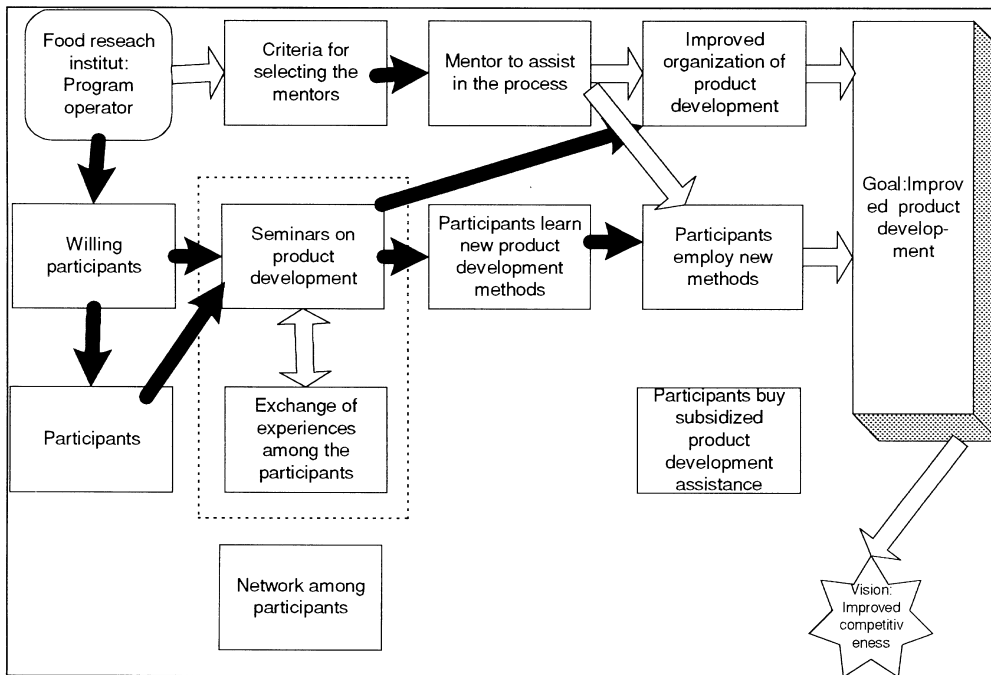 Food reseach
institut:
Program
operator
Criteria for
selecting the
mentors
Mentor to assist
in the process
Improved
organization of
product
development
Goal:Improv
ed product
develop-
ment
Willing
participants
Seminars on
product
development
Participants learn
new product
development
methods
Participants
employ new
methods
Participants
Exchange of
experiences
among the
participants
Participants buy
subsidized
product
development
assistance
Network among
participants
Vision:
Improved
competitiv
eness